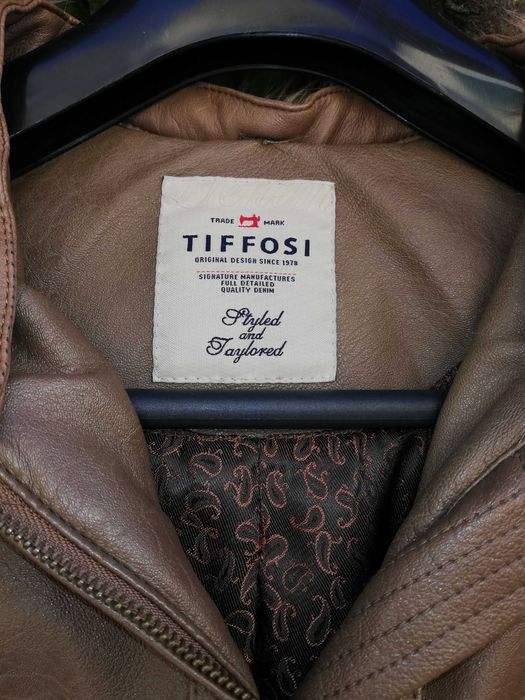 TRADE MARK
TIFFOSI
ORIGINAL DESIGN SINCE 1978
SIGNATURE MANUFACTURES
FULL DETAILED
QUALITY DENIM
Styled
and
Taylored